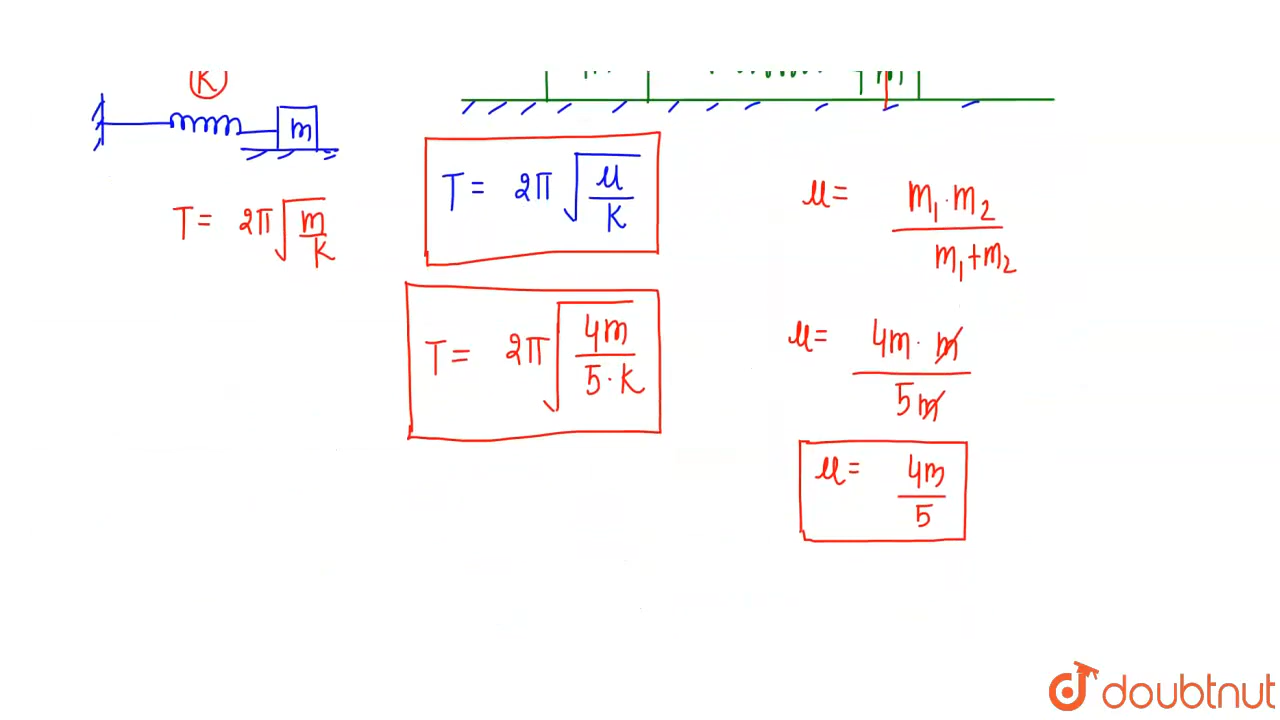 K
m
T = 2π√(m/K)
T = 2π√(μ/K)
T = 2π√(4m/5·K)
μ = m₁·m₂/(m₁+m₂)
μ = 4m·m/5m
μ = 4m/5
doubtnut